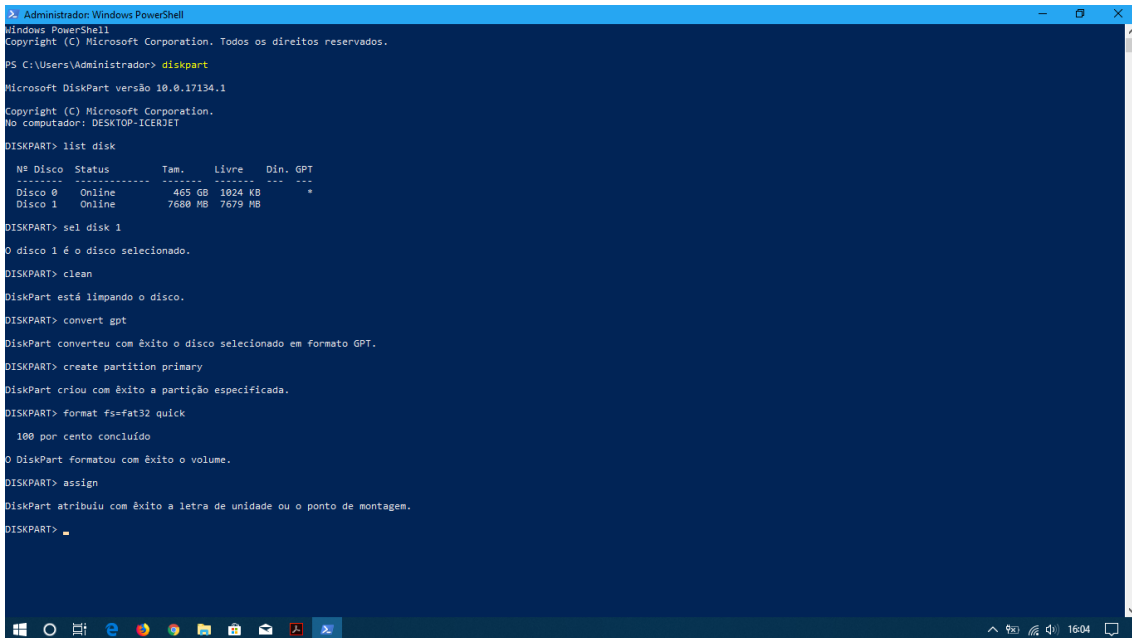 Administrador: Windows PowerShell
Windows PowerShell
Copyright (C) Microsoft Corporation. Todos os direitos reservados.
PS C:\Users\Administrador> diskpart
Microsoft DiskPart versão 10.0.17134.1
Copyright (C) Microsoft Corporation.
No computador: DESKTOP-ICERJET
DISKPART> list disk
Nº Disco  Status         Tam.     Livre    Din. GPT
--------  -------------  -------  -------  ---  ---
Disco 0    Online          465 GB  1024 KB        *
Disco 1    Online         7680 MB  7679 MB
DISKPART> sel disk 1
O disco 1 é o disco selecionado.
DISKPART> clean
DiskPart está limpando o disco.
DISKPART> convert gpt
DiskPart converteu com êxito o disco selecionado em formato GPT.
DISKPART> create partition primary
DiskPart criou com êxito a partição especificada.
DISKPART> format fs=fat32 quick
100 por cento concluído
O DiskPart formatou com êxito o volume.
DISKPART> assign
DiskPart atribuiu com êxito a letra de unidade ou o ponto de montagem.
DISKPART>
16:04